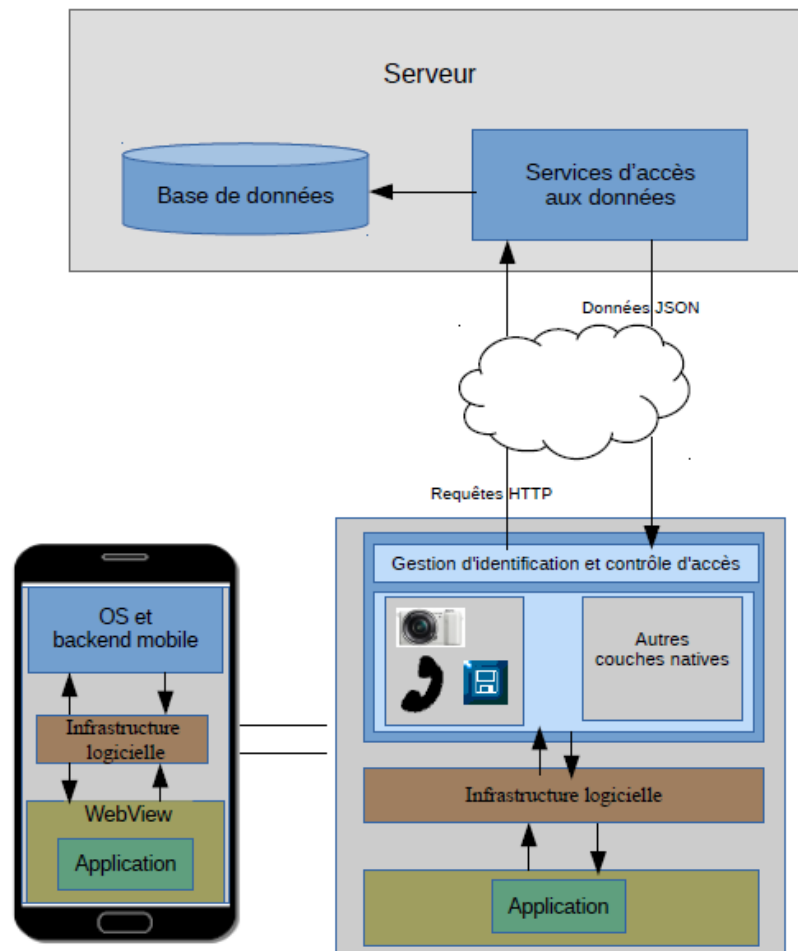 Serveur
Base de données
Services d'accès
aux données
Données JSON
Requêtes HTTP
Gestion d'identification et contrôle d'accès
Autres
couches natives
Infrastructure logicielle
Application
OS et
backend mobile
Infrastructure
logicielle
WebView
Application